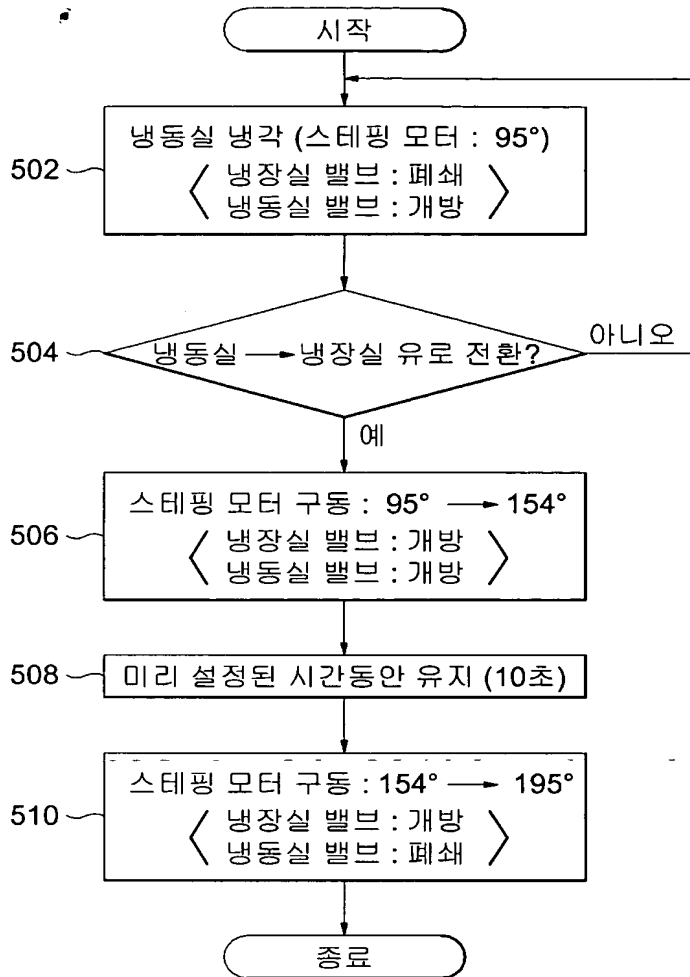 시작
냉동실 냉각 (스테핑 모터 : 95°)
502
냉장실 밸브 : 폐쇄
냉동실 밸브 : 개방
504
냉동실 → 냉장실 유로 전환?
아니오
예
스테핑 모터 구동 : 95° → 154°
506
냉장실 밸브 : 개방
냉동실 밸브 : 개방
508
미리 설정된 시간동안 유지 (10초)
스테핑 모터 구동 : 154° → 195°
510
냉장실 밸브 : 개방
냉동실 밸브 : 폐쇄
종료